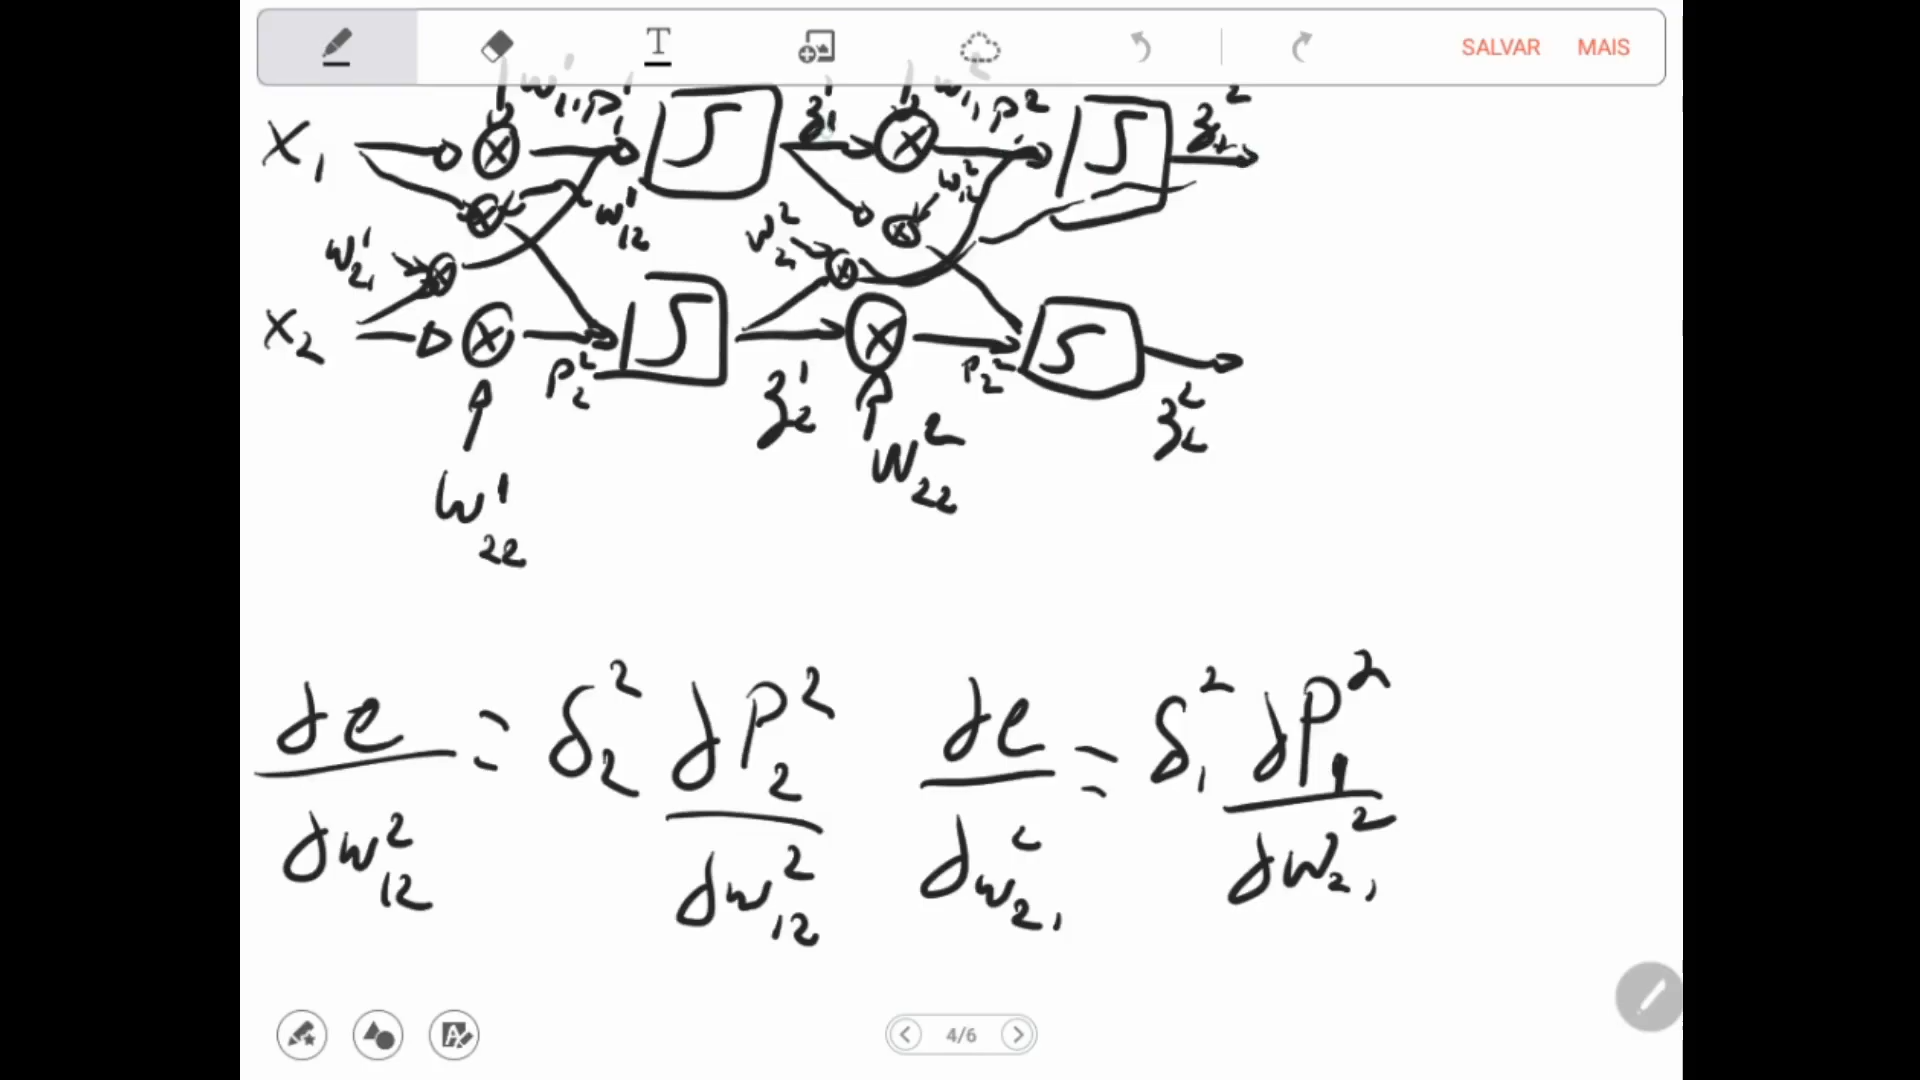 SALVAR MAIS
w¹₁₁ P¹₁ z¹₁ w²₁₁ P²₁ z²₁
X₁
w¹₁₂ w²₁₂
w¹₂₁ w²₂₁
X₂
P²₂ z¹₂ P²₂ z²₂
w¹₂₂ w²₂₂
∂e/∂w²₁₂ = δ²₂ ∂P²₂/∂w²₁₂ ∂e/∂w²₂₁ = δ²₁ ∂P²₁/∂w²₂₁
4/6